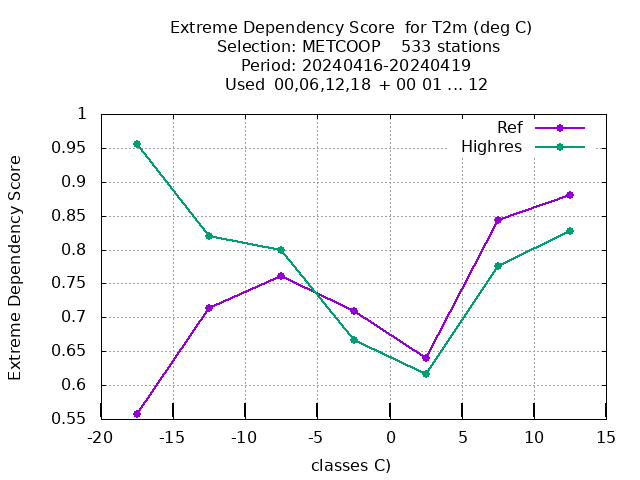 Extreme Dependency Score  for T2m (deg C)
Selection: METCOOP    533 stations
Period: 20240416-20240419
Used  00,06,12,18 + 00 01 ... 12
Ref
Highres
Extreme Dependency Score
1
0.95
0.9
0.85
0.8
0.75
0.7
0.65
0.6
0.55
-20 -15 -10 -5 0 5 10 15
classes C)